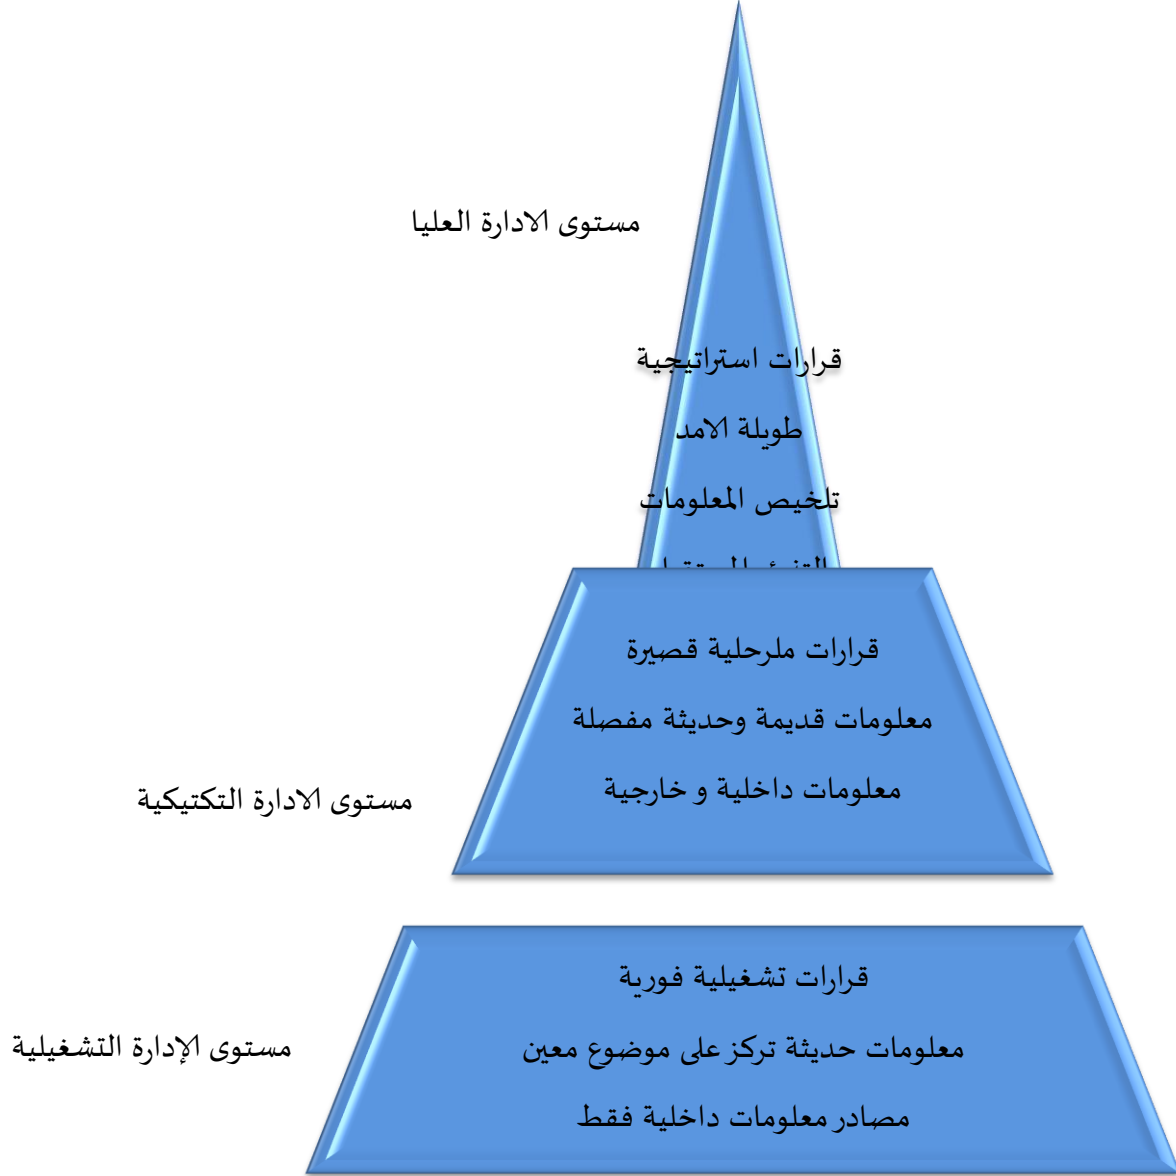 مستوى الادارة العليا
قرارات استراتيجية
طويلة الامد
تلخيص المعلومات
قرارات ملرحلية قصيرة
معلومات قديمة وحديثة مفصلة
معلومات داخلية و خارجية
مستوى الادارة التكتيكية
قرارات تشغيلية فورية
معلومات حديثة تركز على موضوع معين
مستوى الإدارة التشغيلية
مصادر معلومات داخلية فقط